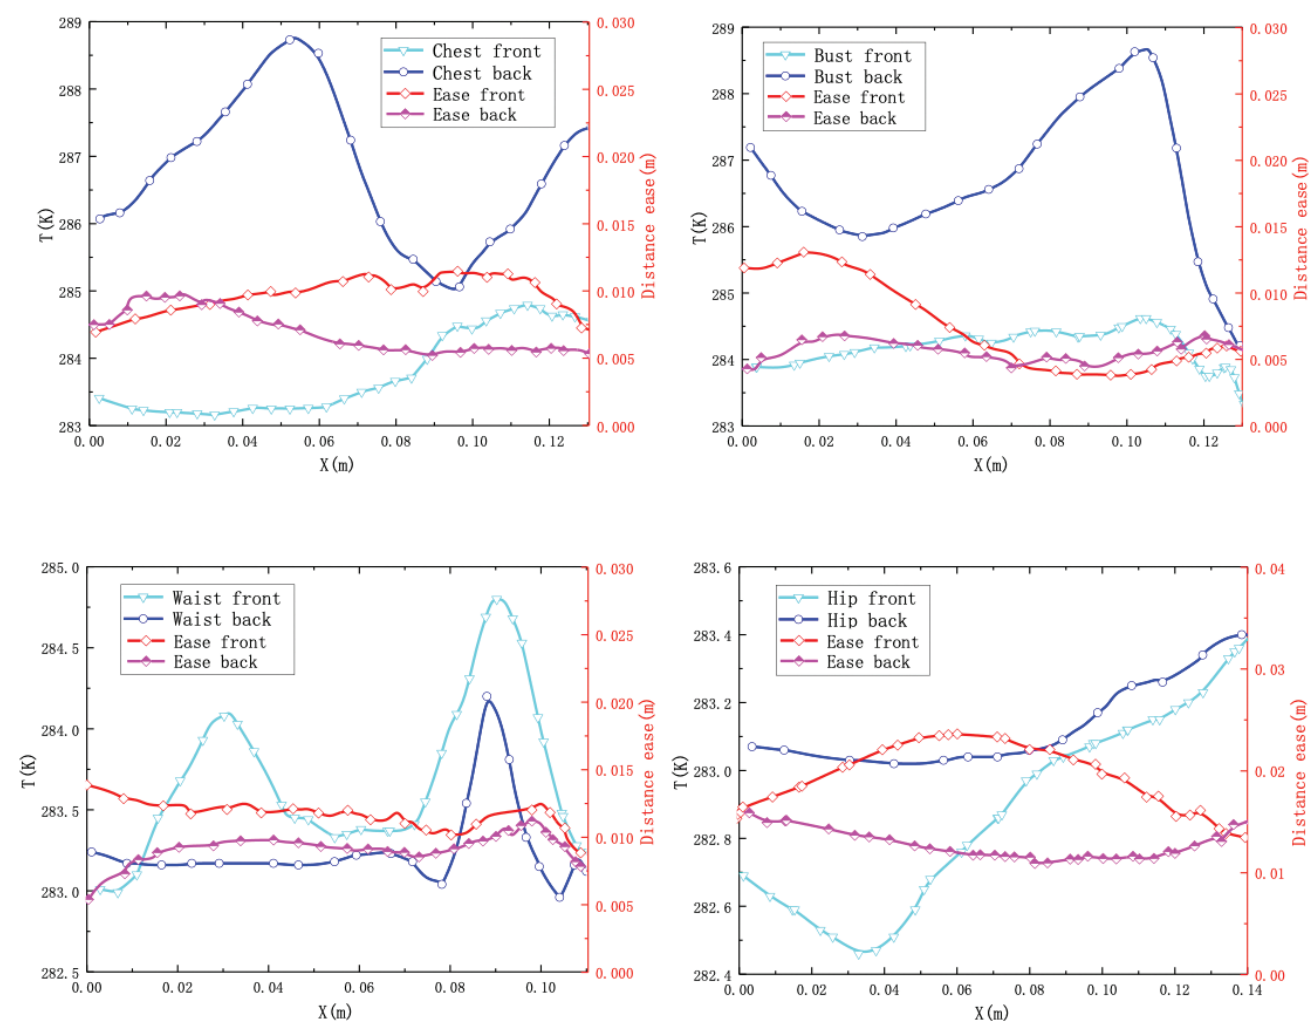 289
288
287
286
285
284
283
T(K)
0.00
0.02
0.04
0.06
0.08
0.10
0.12
X(m)
0.030
0.025
0.020
0.015
0.010
0.005
0.000
Distance ease(m)
Chest front
Chest back
Ease front
Ease back
289
288
287
286
285
284
283
T(K)
0.00
0.02
0.04
0.06
0.08
0.10
0.12
X(m)
0.030
0.025
0.020
0.015
0.010
0.005
0.000
Distance ease(m)
Bust front
Bust back
Ease front
Ease back
285.0
284.5
284.0
283.5
283.0
282.5
T(K)
0.00
0.02
0.04
0.06
0.08
0.10
X(m)
0.030
0.025
0.020
0.015
0.010
0.005
0.000
Distance ease(m)
Waist front
Waist back
Ease front
Ease back
283.6
283.4
283.2
283.0
282.8
282.6
282.4
T(K)
0.00
0.02
0.04
0.06
0.08
0.10
0.12
0.14
X(m)
0.04
0.03
0.02
0.01
0.00
Distance ease(m)
Hip front
Hip back
Ease front
Ease back